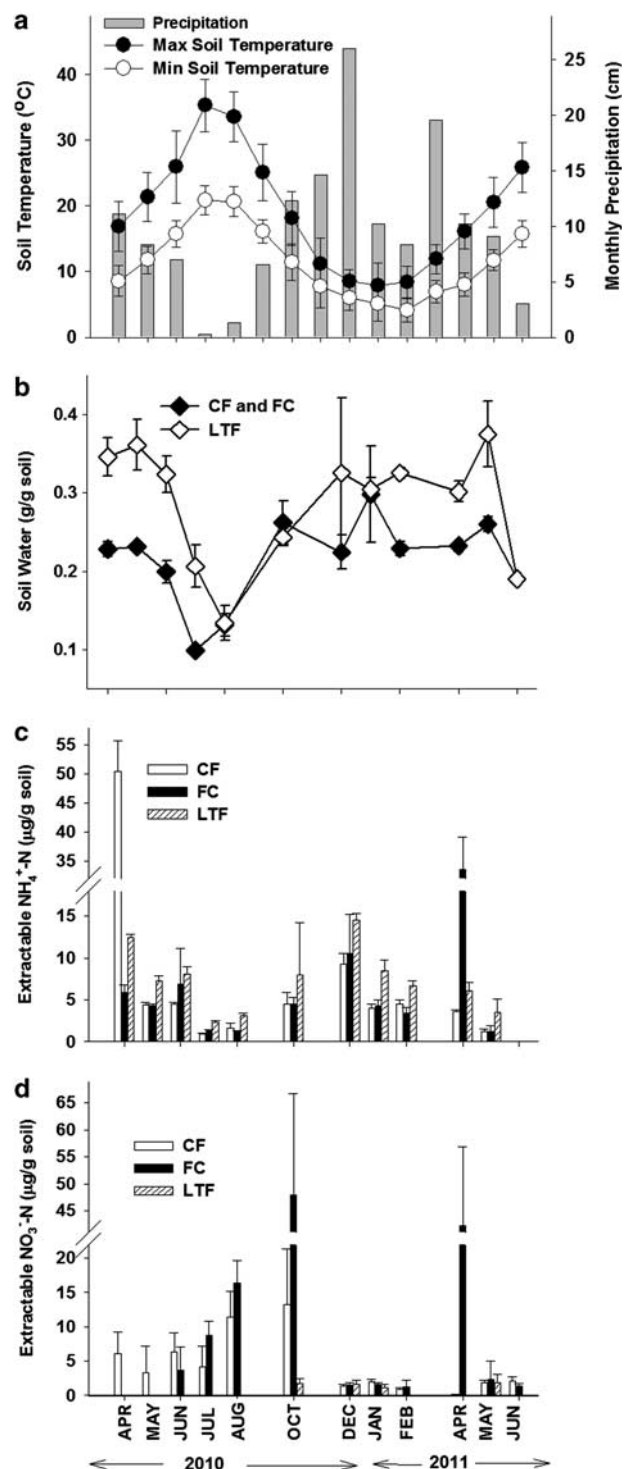 a
Precipitation
Max Soil Temperature
Min Soil Temperature
Soil Temperature (°C)
40
30
20
10
0
Monthly Precipitation (cm)
25
20
15
10
5
0
b
CF and FC
LTF
Soil Water (g/g soil)
0.4
0.3
0.2
0.1
c
CF
FC
LTF
Extractable NH₄⁺-N (µg/g soil)
55
50
45
40
35
15
10
5
0
d
CF
FC
LTF
Extractable NO₃⁻-N (µg/g soil)
65
60
55
50
45
20
15
10
5
0
APR MAY JUN JUL AUG OCT DEC JAN FEB APR MAY JUN
2010 2011